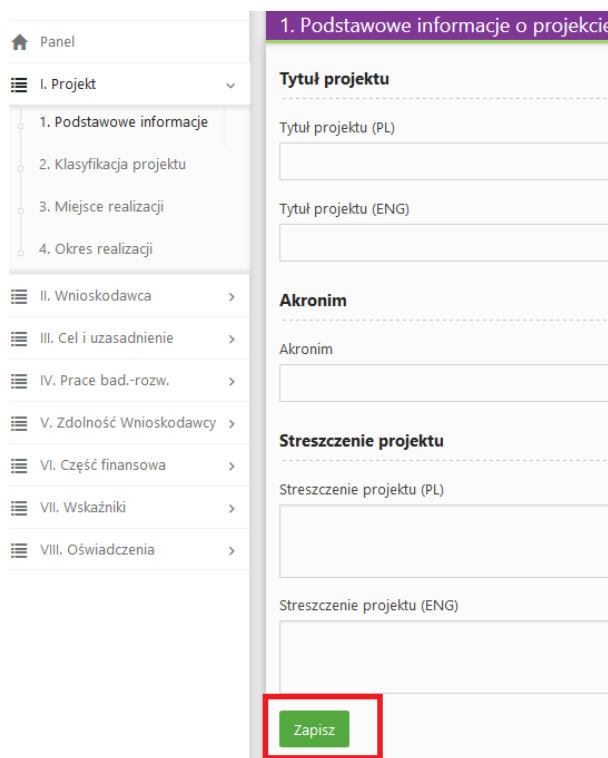 Panel
I. Projekt
1. Podstawowe informacje
2. Klasyfikacja projektu
3. Miejsce realizacji
4. Okres realizacji
II. Wnioskodawca
III. Cel i uzasadnienie
IV. Prace bad.-rozw.
V. Zdolność Wnioskodawcy
VI. Część finansowa
VII. Wskaźniki
VIII. Oświadczenia
1. Podstawowe informacje o projekcie
Tytuł projektu
Tytuł projektu (PL)
Tytuł projektu (ENG)
Akronim
Akronim
Streszczenie projektu
Streszczenie projektu (PL)
Streszczenie projektu (ENG)
Zapisz